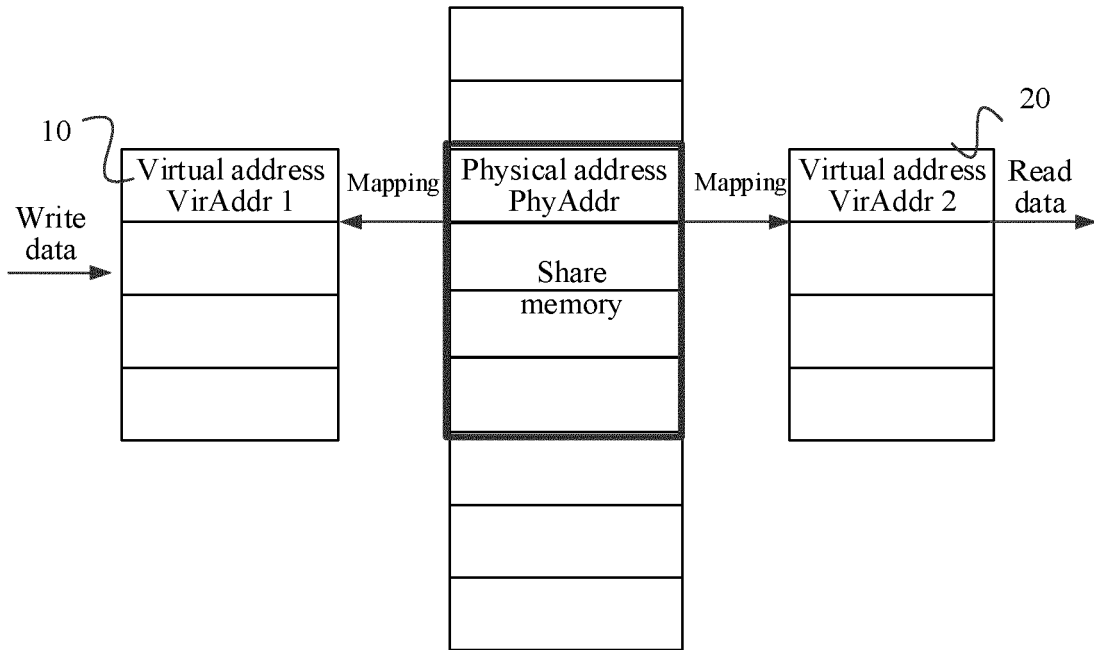 10
20
Virtual address
VirAddr 1
Mapping
Physical address
PhyAddr
Mapping
Virtual address
VirAddr 2
Read
data
Write
data
Share
memory